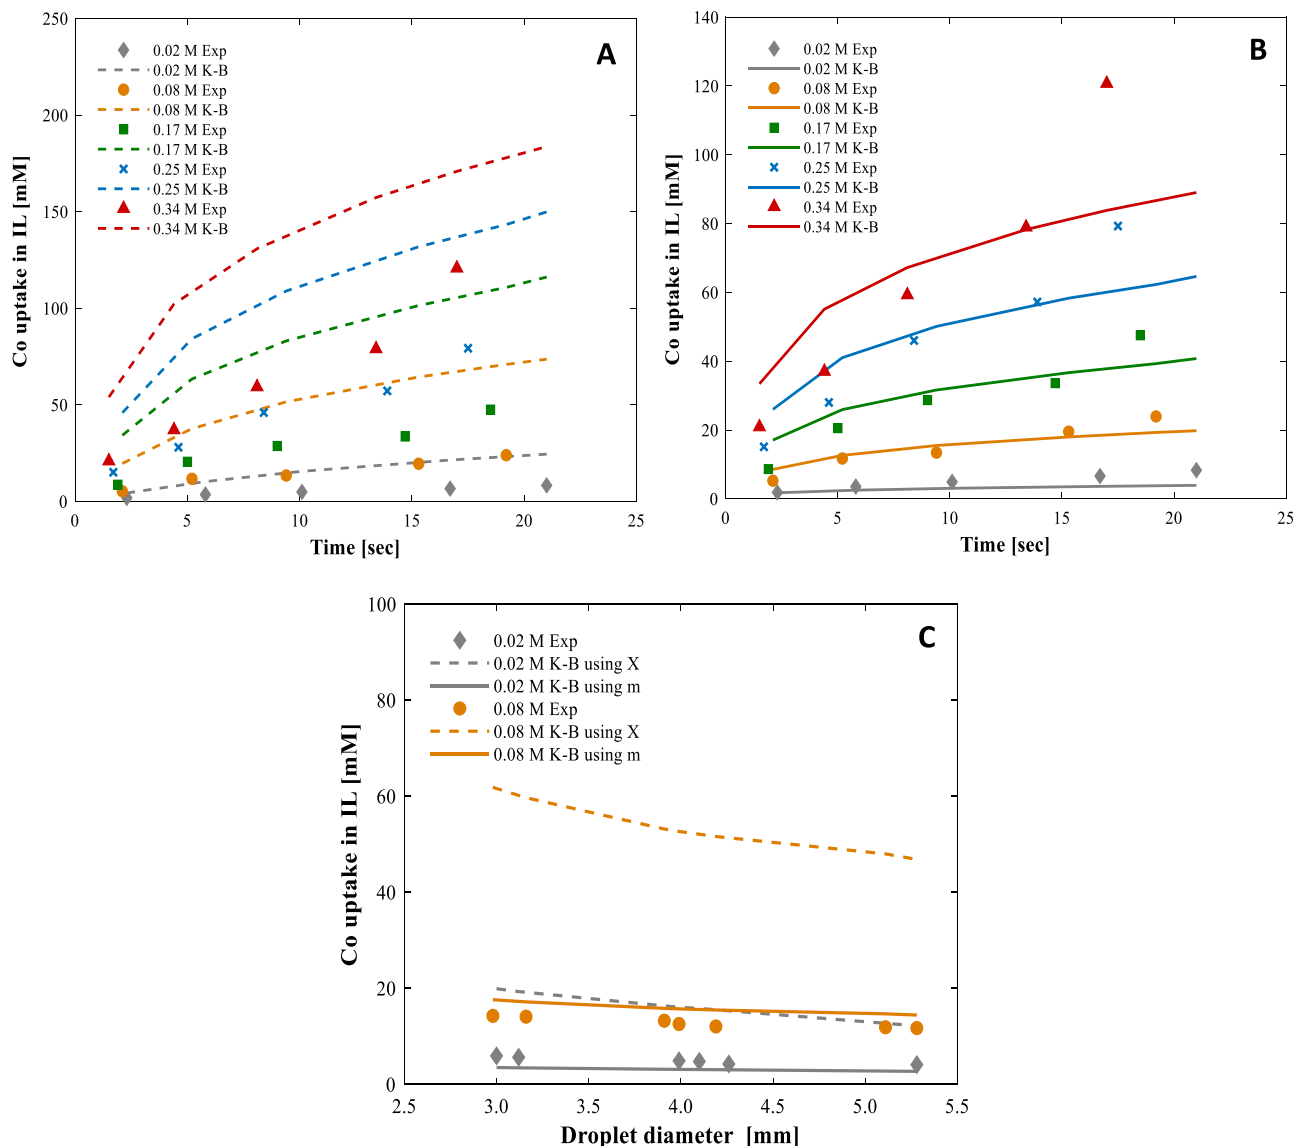 A
0.02 M Exp
0.02 M K-B
0.08 M Exp
0.08 M K-B
0.17 M Exp
0.17 M K-B
0.25 M Exp
0.25 M K-B
0.34 M Exp
0.34 M K-B
Co uptake in IL [mM]
250
200
150
100
50
0
0 5 10 15 20 25
Time [sec]
B
0.02 M Exp
0.02 M K-B
0.08 M Exp
0.08 M K-B
0.17 M Exp
0.17 M K-B
0.25 M Exp
0.25 M K-B
0.34 M Exp
0.34 M K-B
Co uptake in IL [mM]
140
120
100
80
60
40
20
0
0 5 10 15 20 25
Time [sec]
C
0.02 M Exp
0.02 M K-B using X
0.02 M K-B using m
0.08 M Exp
0.08 M K-B using X
0.08 M K-B using m
Co uptake in IL [mM]
100
80
60
40
20
0
2.5 3.0 3.5 4.0 4.5 5.0 5.5
Droplet diameter [mm]